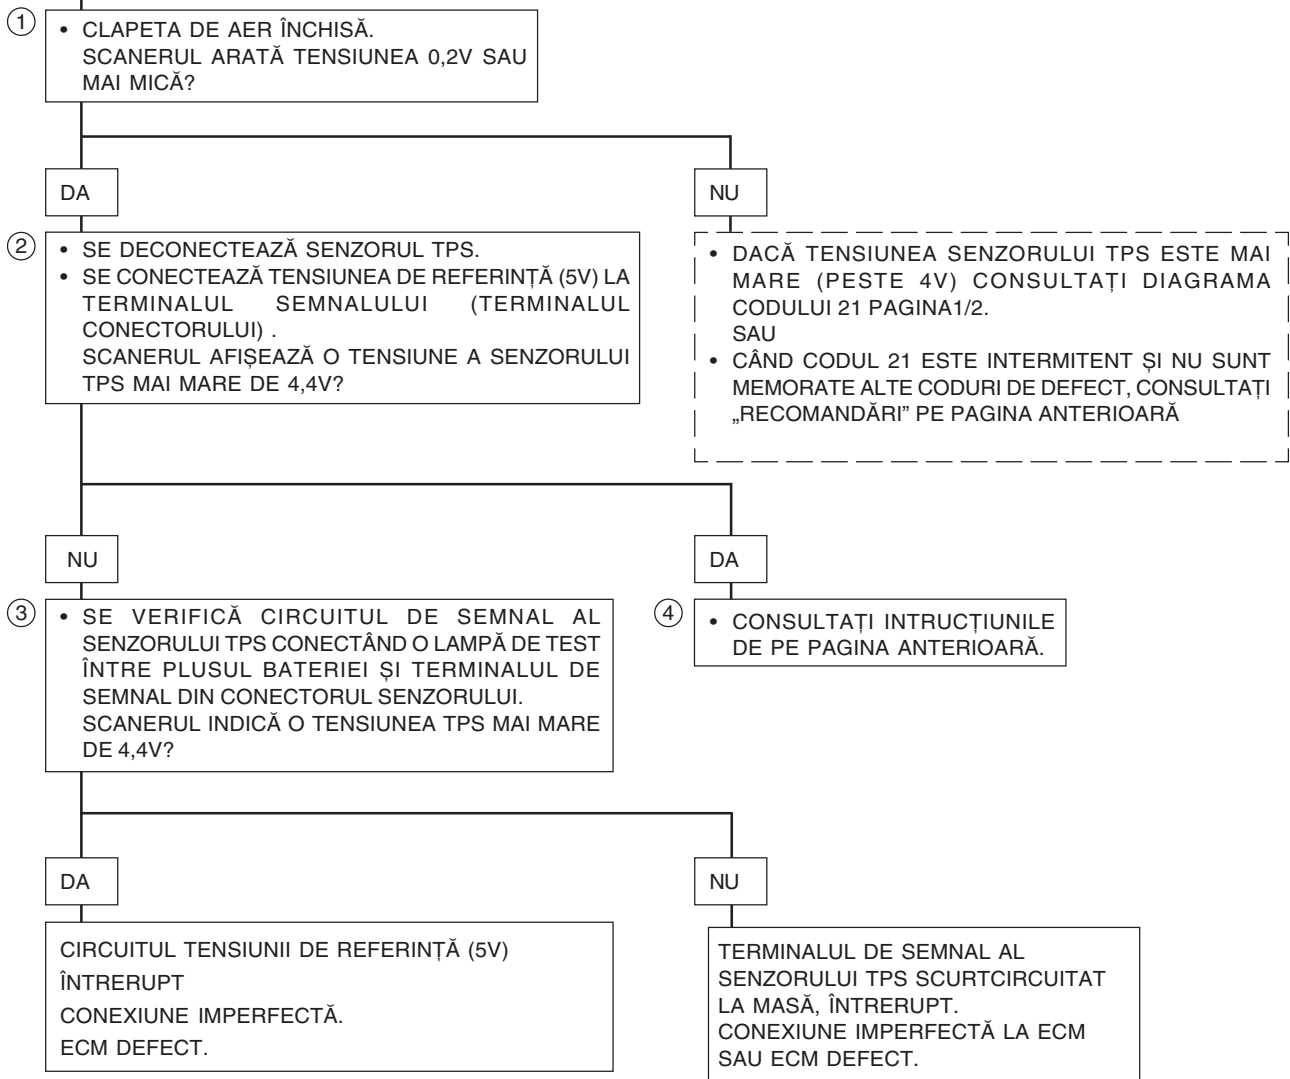 1
• CLAPETA DE AER ÎNCHISĂ.
SCANERUL ARATĂ TENSIUNEA 0,2V SAU
MAI MICĂ?
DA
NU
2
• SE DECONECTEAZĂ SENZORUL TPS.
• SE CONECTEAZĂ TENSIUNEA DE REFERINȚĂ (5V) LA
TERMINALUL SEMNALULUI (TERMINALUL
CONECTORULUI) .
SCANERUL AFIȘEAZĂ O TENSIUNE A SENZORULUI
TPS MAI MARE DE 4,4V?
• DACĂ TENSIUNEA SENZORULUI TPS ESTE MAI
MARE (PESTE 4V) CONSULTAȚI DIAGRAMA
CODULUI 21 PAGINA1/2.
SAU
• CÂND CODUL 21 ESTE INTERMITENT ȘI NU SUNT
MEMORATE ALTE CODURI DE DEFECT, CONSULTAȚI
„RECOMANDĂRI” PE PAGINA ANTERIOARĂ
NU
DA
3
• SE VERIFICĂ CIRCUITUL DE SEMNAL AL
SENZORULUI TPS CONECTÂND O LAMPĂ DE TEST
ÎNTRE PLUSUL BATERIEI ȘI TERMINALUL DE
SEMNAL DIN CONECTORUL SENZORULUI.
SCANERUL INDICĂ O TENSIUNEA TPS MAI MARE
DE 4,4V?
4
• CONSULTAȚI INTRUCȚIUNILE
DE PE PAGINA ANTERIOARĂ.
DA
NU
CIRCUITUL TENSIUNII DE REFERINȚĂ (5V)
ÎNTRERUPT
CONEXIUNE IMPERFECTĂ.
ECM DEFECT.
TERMINALUL DE SEMNAL AL
SENZORULUI TPS SCURTCIRCUITAT
LA MASĂ, ÎNTRERUPT.
CONEXIUNE IMPERFECTĂ LA ECM
SAU ECM DEFECT.